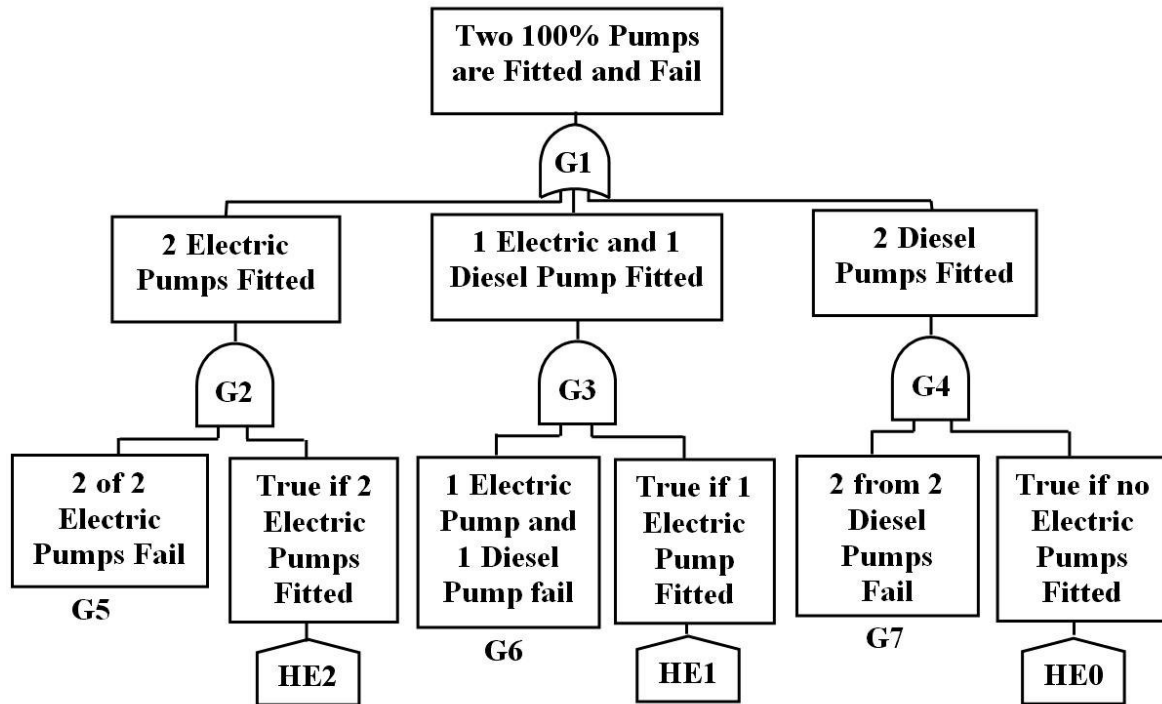 Two 100% Pumps
are Fitted and Fail
G1
2 Electric
Pumps Fitted
1 Electric and 1
Diesel Pump Fitted
2 Diesel
Pumps Fitted
G2
G3
G4
2 of 2
Electric
Pumps Fail
G5
True if 2
Electric
Pumps
Fitted
HE2
1 Electric
Pump and
1 Diesel
Pump fail
G6
True if 1
Electric
Pump
Fitted
HE1
2 from 2
Diesel
Pumps
Fail
G7
True if no
Electric
Pumps
Fitted
HE0